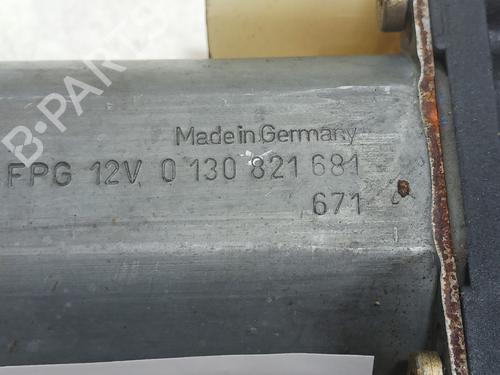 Made in Germany
FPG 12V 0 130 821 681
671
B-PARTS